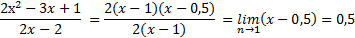 (2x² − 3x + 1)/(2x − 2) = (2(x − 1)(x − 0,5))/(2(x − 1)) = lim_{n→1}(x − 0,5) = 0,5